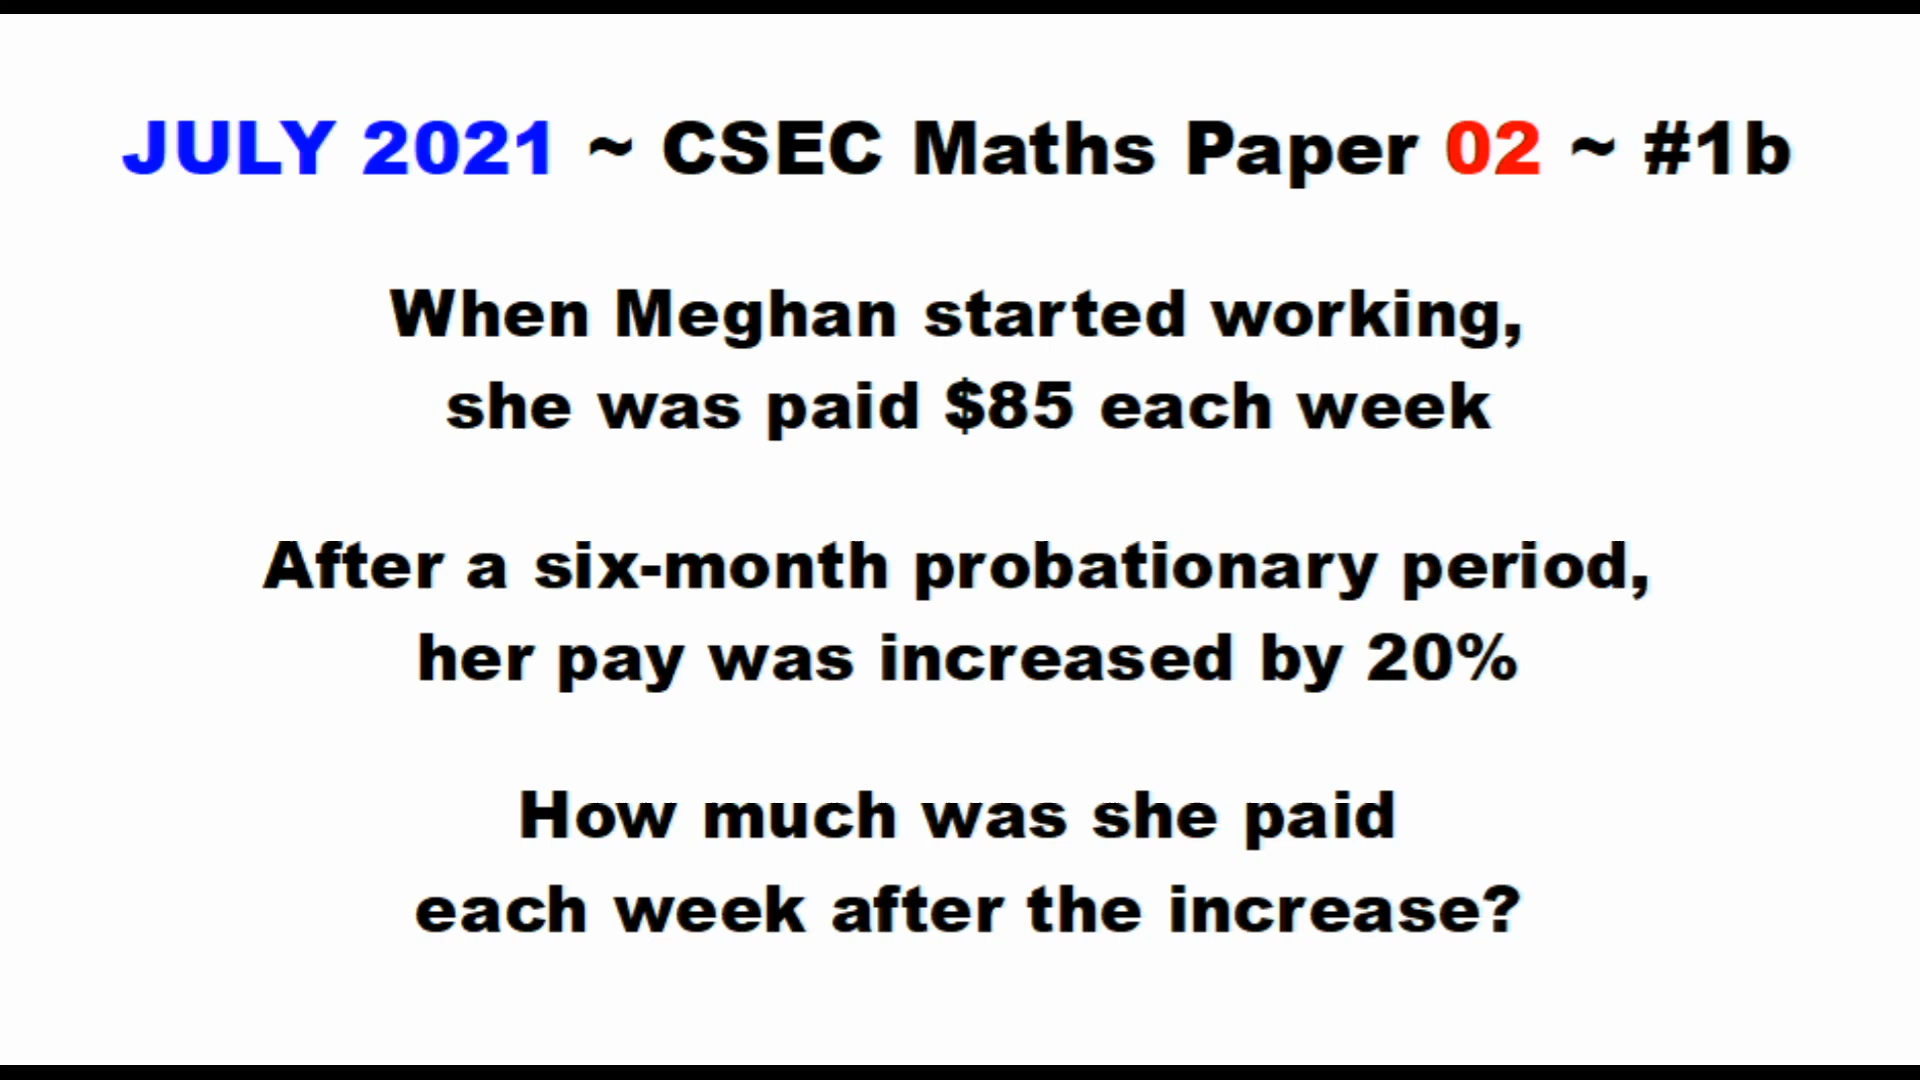 JULY 2021 ~ CSEC Maths Paper 02 ~ #1b
When Meghan started working,
she was paid $85 each week
After a six-month probationary period,
her pay was increased by 20%
How much was she paid
each week after the increase?